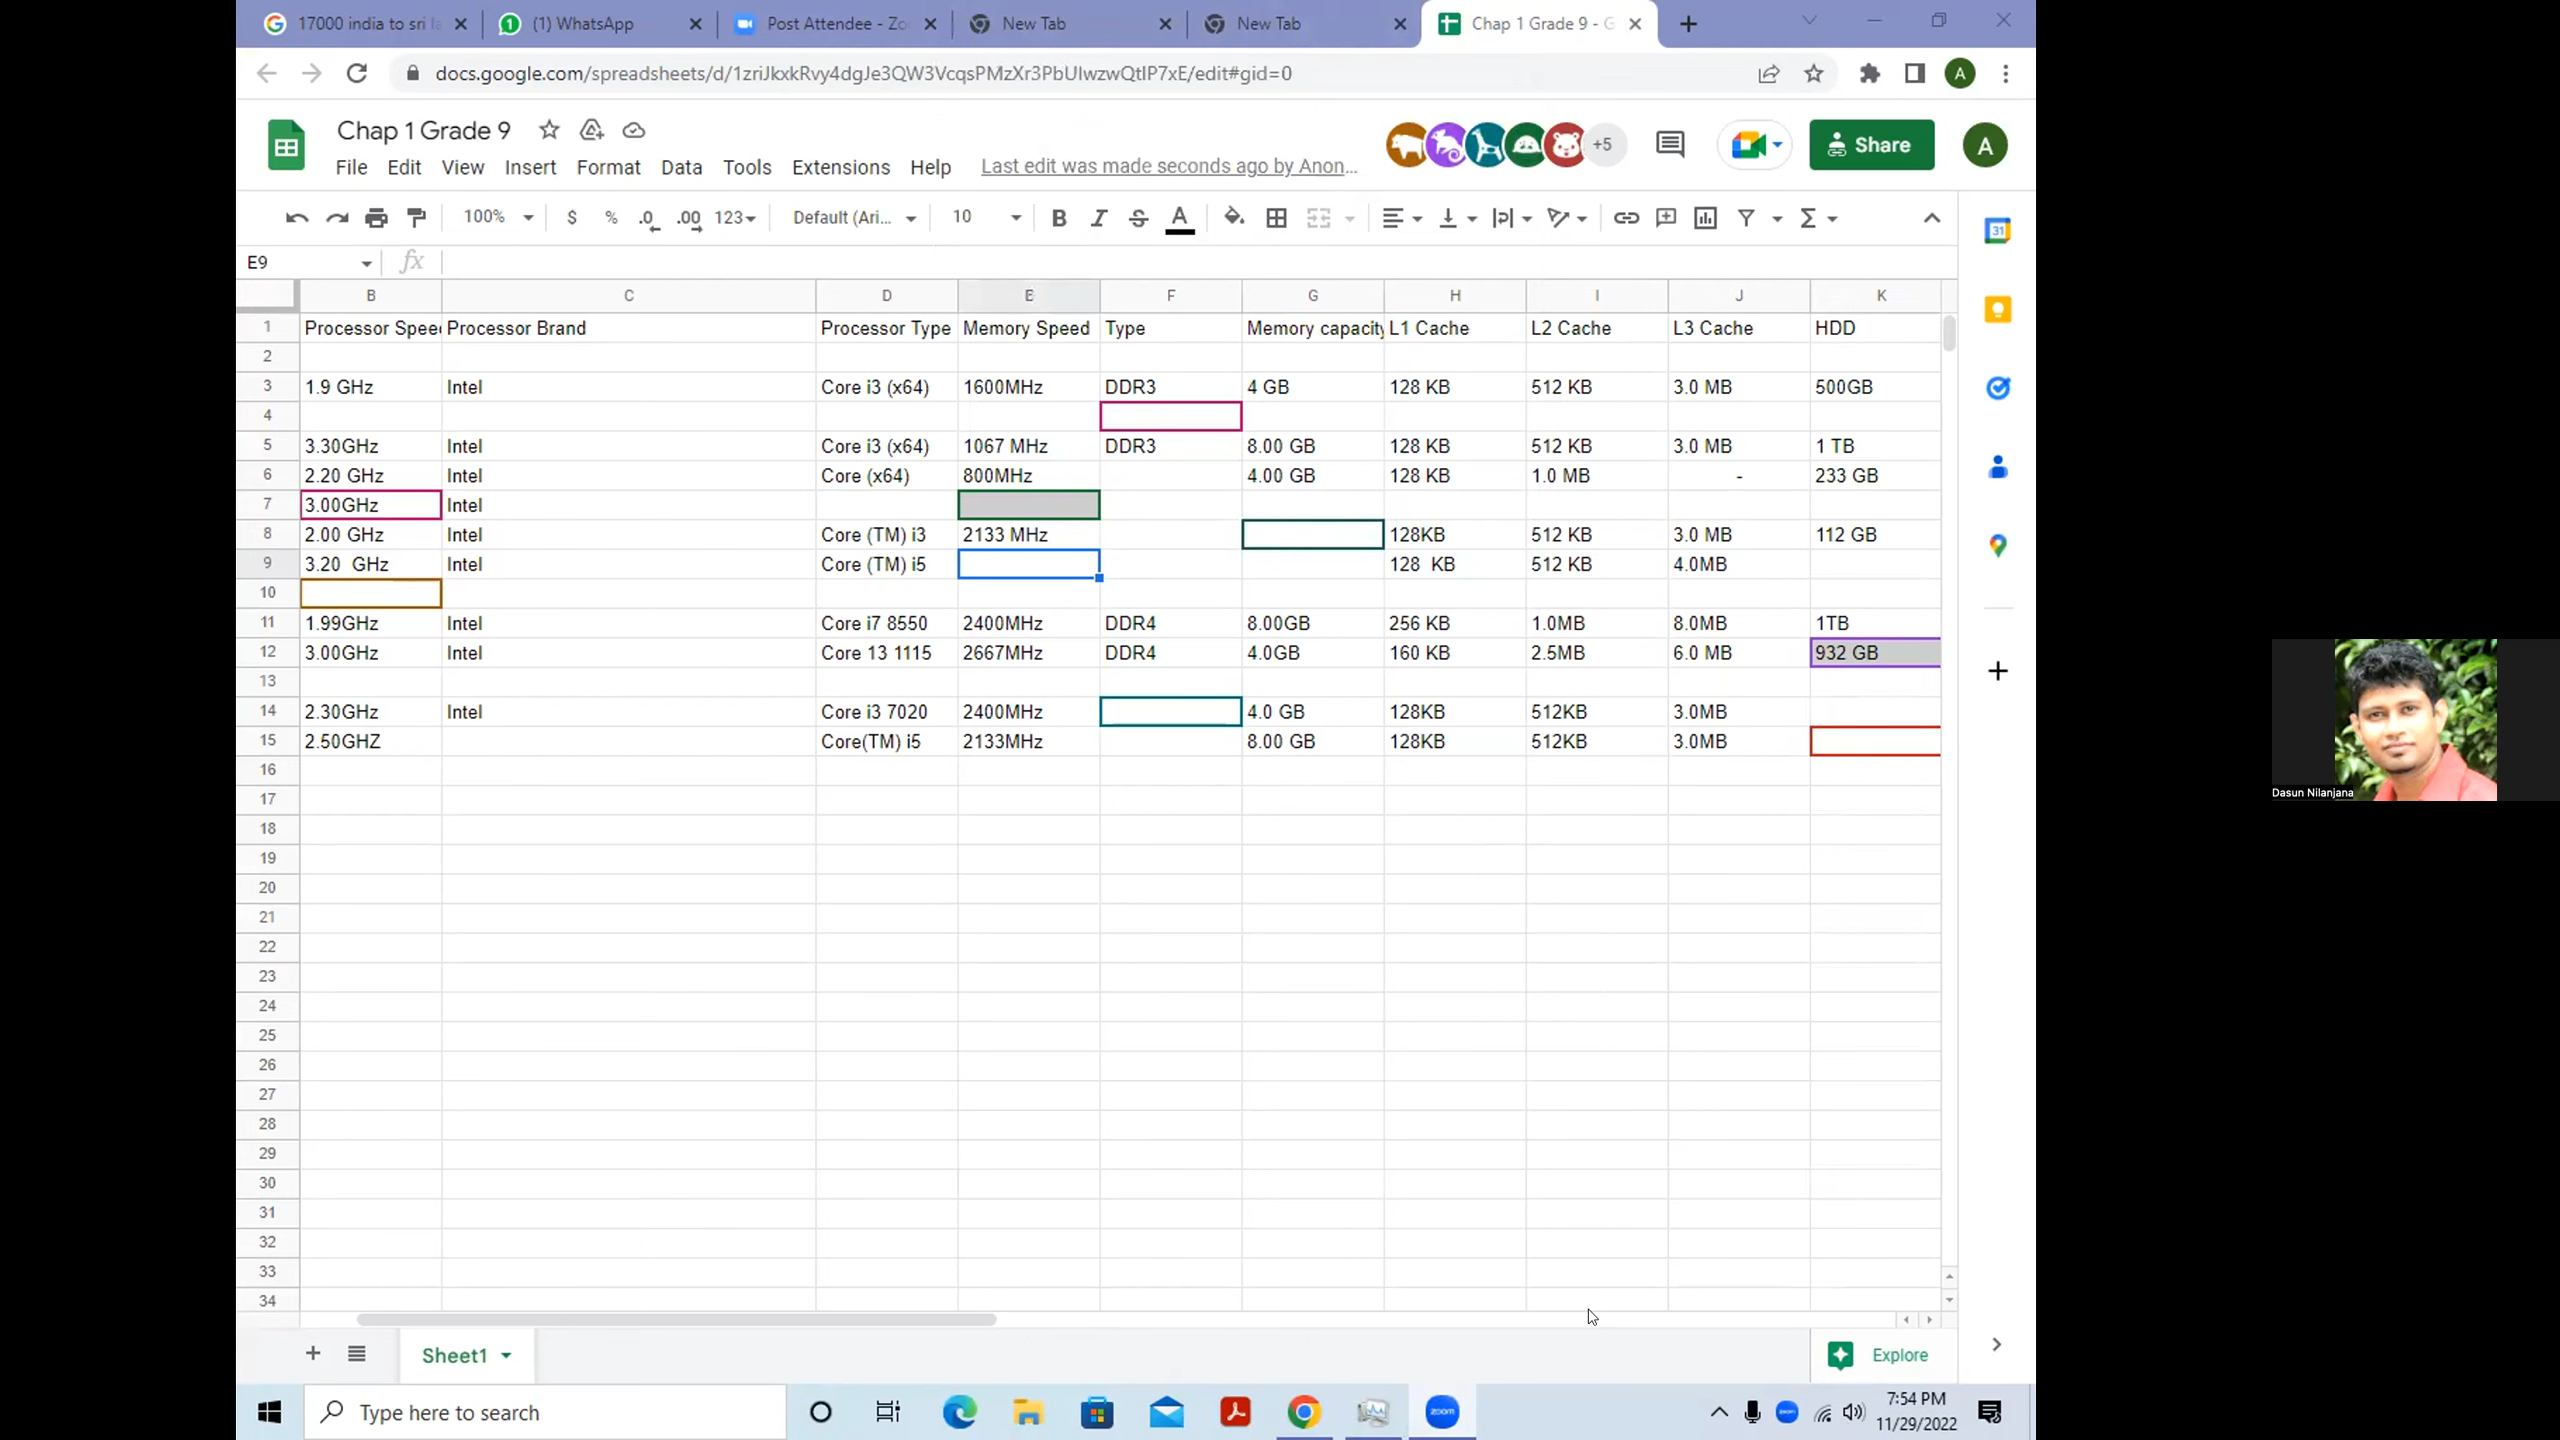 17000 india to sri l
(1) WhatsApp
Post Attendee - Zo
New Tab
New Tab
Chap 1 Grade 9 - G
docs.google.com/spreadsheets/d/1zriJkxkRvy4dgJe3QW3VcqsPMzXr3PbUIwzwQtIP7xE/edit#gid=0
A
Chap 1 Grade 9
+5
Share
A
File Edit View Insert Format Data Tools Extensions Help Last edit was made seconds ago by Anon...
100% $ % .0 .00 123 Default (Ari... 10 B I S A
31
E9 fx
B C D E F G H I J K
1 Processor Spee Processor Brand Processor Type Memory Speed Type Memory capacity L1 Cache L2 Cache L3 Cache HDD
2
3 1.9 GHz Intel Core i3 (x64) 1600MHz DDR3 4 GB 128 KB 512 KB 3.0 MB 500GB
4
5 3.30GHz Intel Core i3 (x64) 1067 MHz DDR3 8.00 GB 128 KB 512 KB 3.0 MB 1 TB
6 2.20 GHz Intel Core (x64) 800MHz 4.00 GB 128 KB 1.0 MB - 233 GB
7 3.00GHz Intel
8 2.00 GHz Intel Core (TM) i3 2133 MHz 128KB 512 KB 3.0 MB 112 GB
9 3.20 GHz Intel Core (TM) i5 128 KB 512 KB 4.0MB
10
11 1.99GHz Intel Core i7 8550 2400MHz DDR4 8.00GB 256 KB 1.0MB 8.0MB 1TB
12 3.00GHz Intel Core 13 1115 2667MHz DDR4 4.0GB 160 KB 2.5MB 6.0 MB 932 GB
13
14 2.30GHz Intel Core i3 7020 2400MHz 4.0 GB 128KB 512KB 3.0MB
15 2.50GHZ Core(TM) i5 2133MHz 8.00 GB 128KB 512KB 3.0MB
16
17
18
19
20
21
22
23
24
25
26
27
28
29
30
31
32
33
34
Dasun Nilanjana
Sheet1
Explore
Type here to search
zoom
7:54 PM
11/29/2022